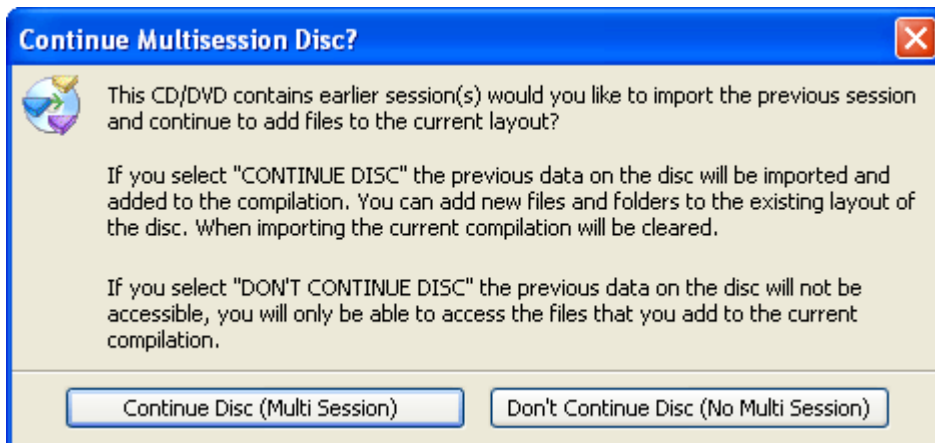 Continue Multisession Disc?
This CD/DVD contains earlier session(s) would you like to import the previous session
and continue to add files to the current layout?
If you select "CONTINUE DISC" the previous data on the disc will be imported and
added to the compilation. You can add new files and folders to the existing layout of
the disc. When importing the current compilation will be cleared.
If you select "DON'T CONTINUE DISC" the previous data on the disc will not be
accessible, you will only be able to access the files that you add to the current
compilation.
Continue Disc (Multi Session) Don't Continue Disc (No Multi Session)